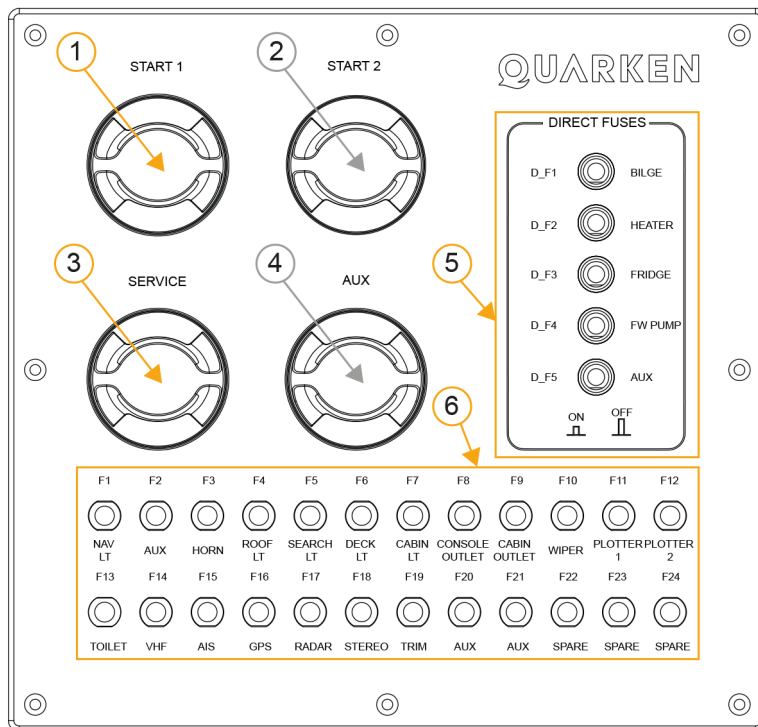 1
START 1
2
START 2
QUARKEN
DIRECT FUSES
D_F1 BILGE
D_F2 HEATER
D_F3 FRIDGE
D_F4 FW PUMP
D_F5 AUX
ON OFF
3
SERVICE
4
AUX
5
6
F1 F2 F3 F4 F5 F6 F7 F8 F9 F10 F11 F12
NAV LT AUX HORN ROOF LT SEARCH LT DECK LT CABIN LT CONSOLE OUTLET CABIN OUTLET WIPER PLOTTER 1 PLOTTER 2
F13 F14 F15 F16 F17 F18 F19 F20 F21 F22 F23 F24
TOILET VHF AIS GPS RADAR STEREO TRIM AUX AUX SPARE SPARE SPARE